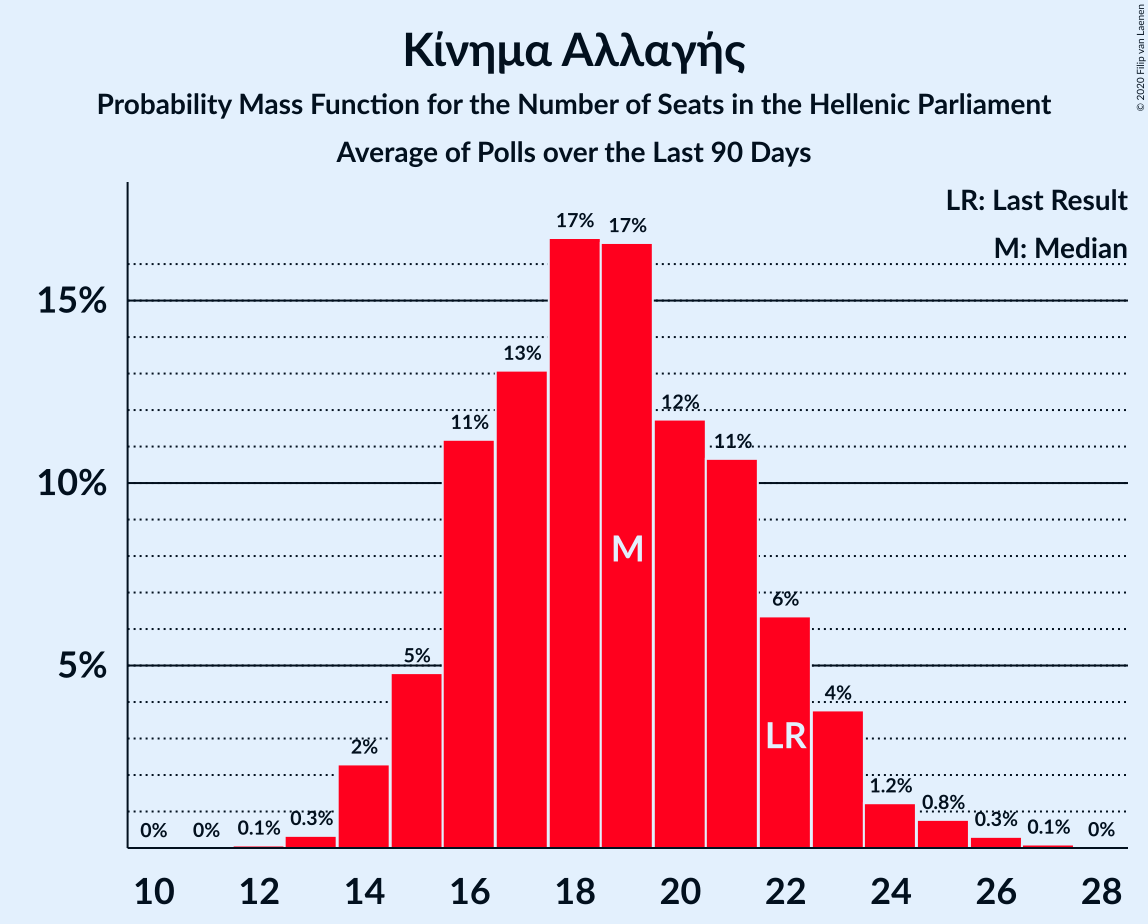 Κίνημα Αλλαγής
Probability Mass Function for the Number of Seats in the Hellenic Parliament
Average of Polls over the Last 90 Days
© 2020 Filip van Laenen
LR: Last Result
M: Median
15%
10%
5%
0%
0%
0.1%
0.3%
2%
5%
11%
13%
17%
17%
12%
11%
6%
4%
1.2%
0.8%
0.3%
0.1%
0%
M
LR
10 12 14 16 18 20 22 24 26 28